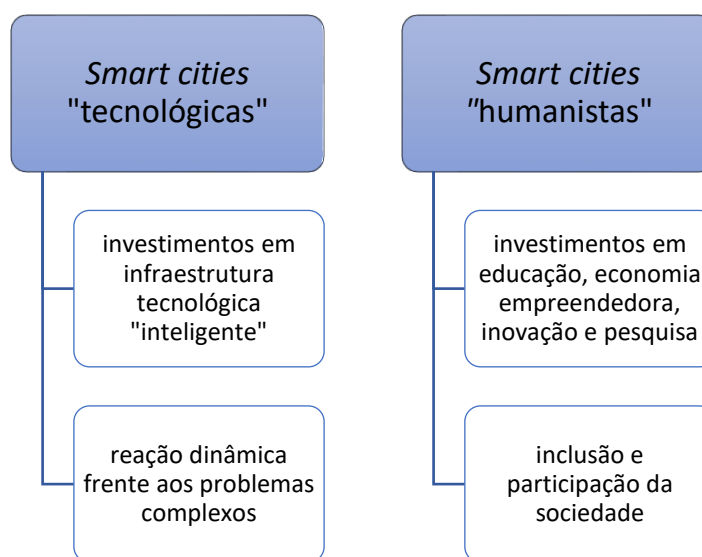 Smart cities
"tecnológicas"
investimentos em
infraestrutura
tecnológica
"inteligente"
reação dinâmica
frente aos problemas
complexos
Smart cities
"humanistas"
investimentos em
educação, economia
empreendedora,
inovação e pesquisa
inclusão e
participação da
sociedade